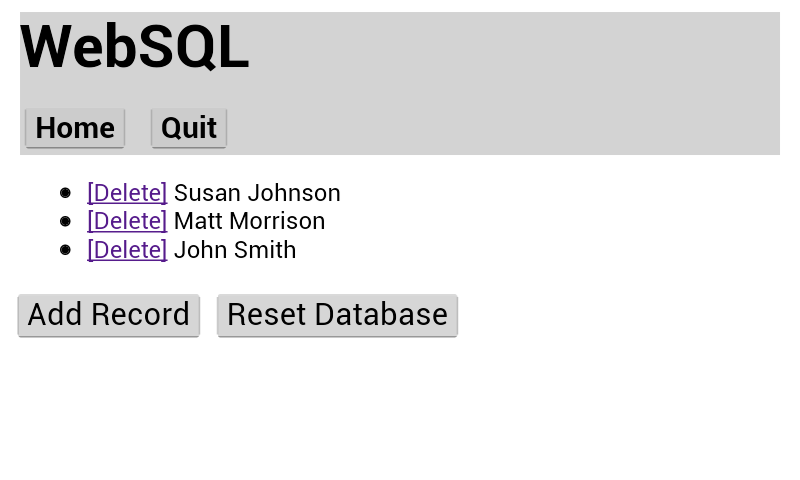 WebSQL
Home Quit
[Delete] Susan Johnson
[Delete] Matt Morrison
[Delete] John Smith
Add Record Reset Database